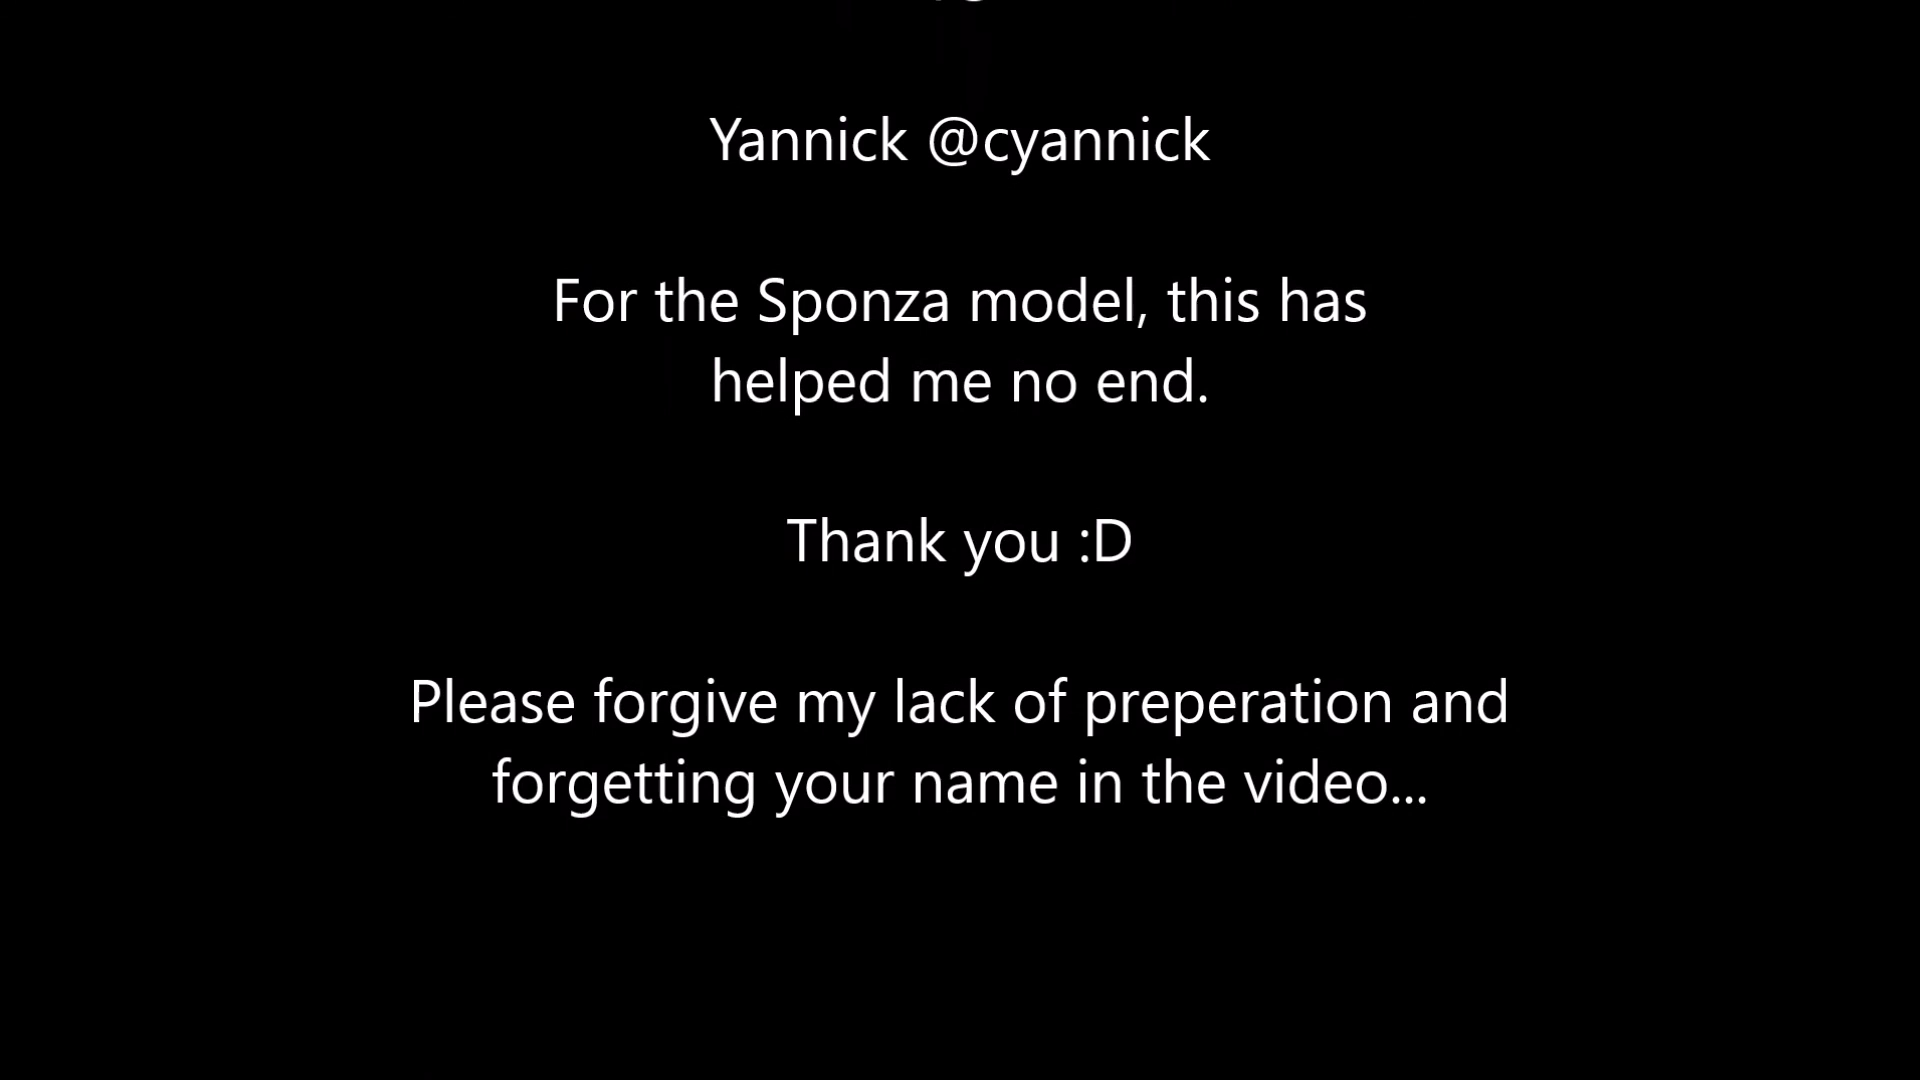 Yannick @cyannick
For the Sponza model, this has
helped me no end.
Thank you :D
Please forgive my lack of preperation and
forgetting your name in the video...